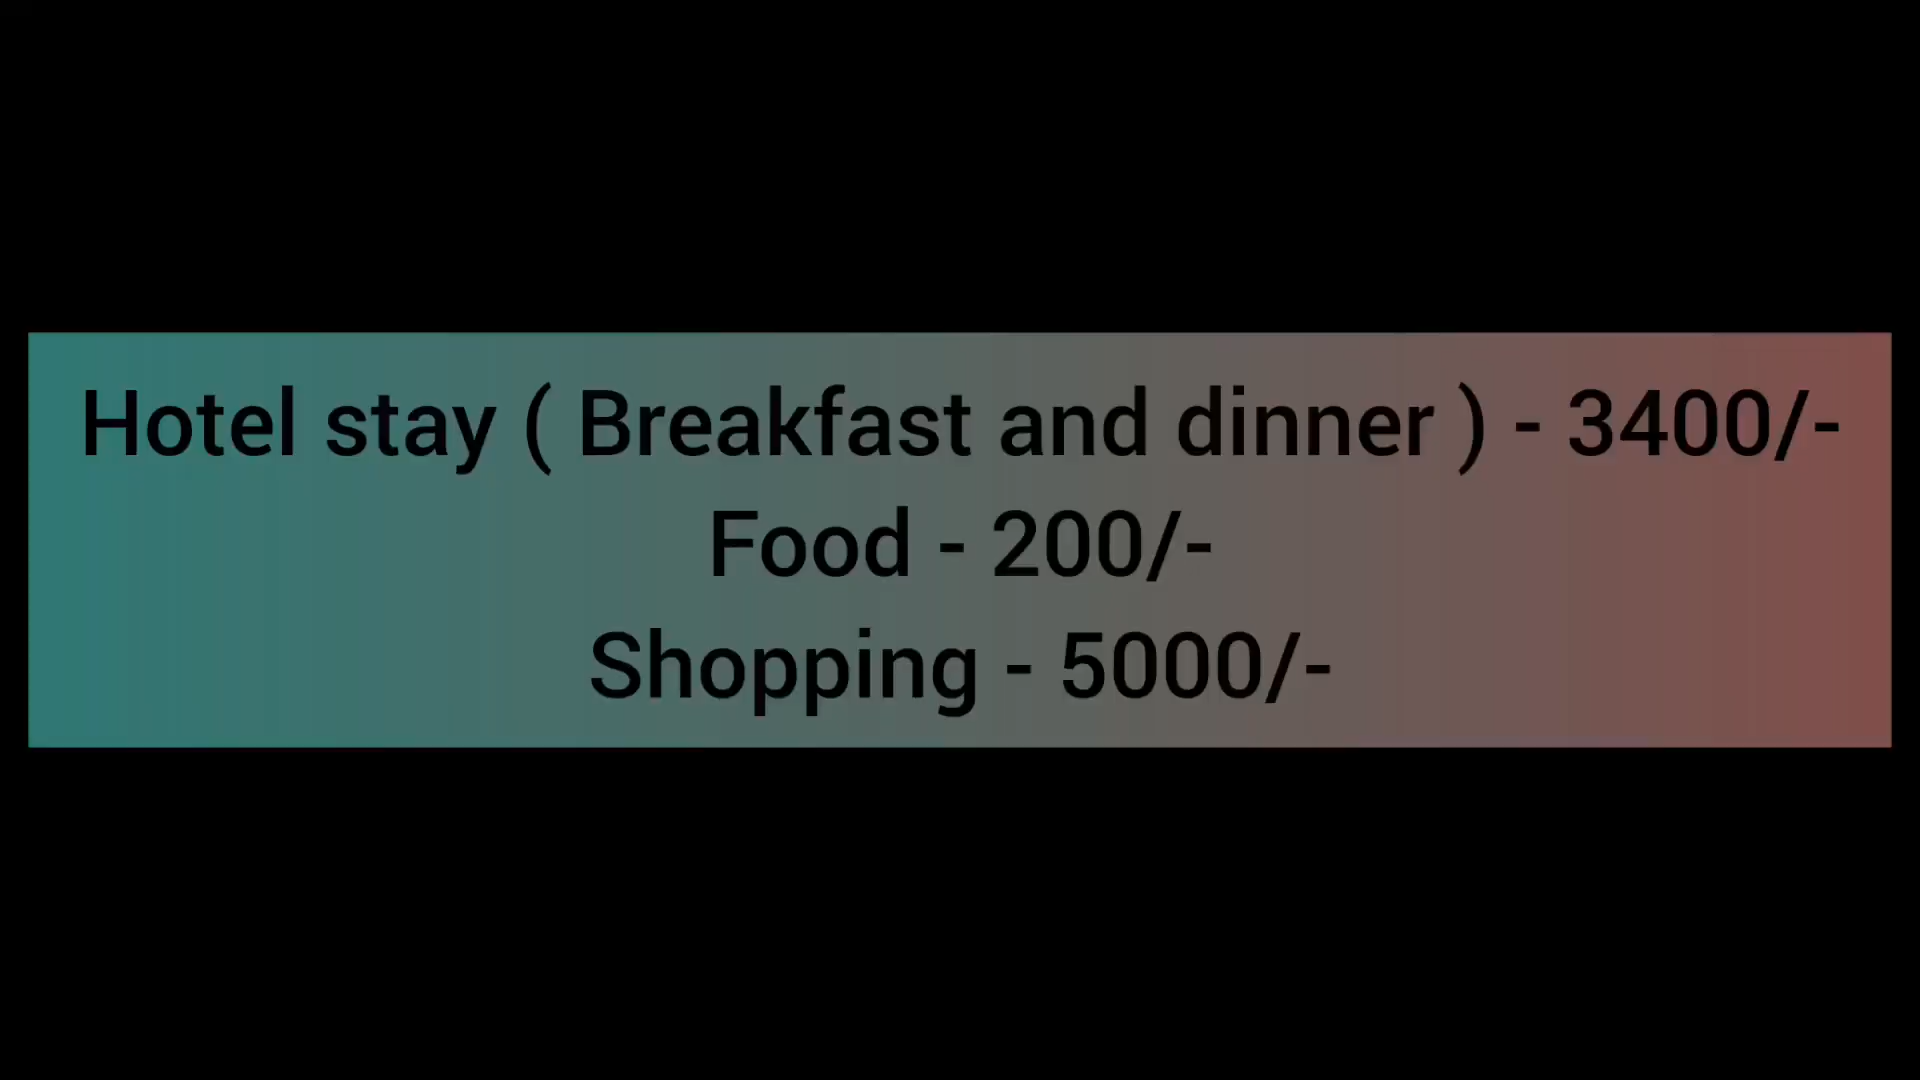 Hotel stay ( Breakfast and dinner ) - 3400/-
Food - 200/-
Shopping - 5000/-